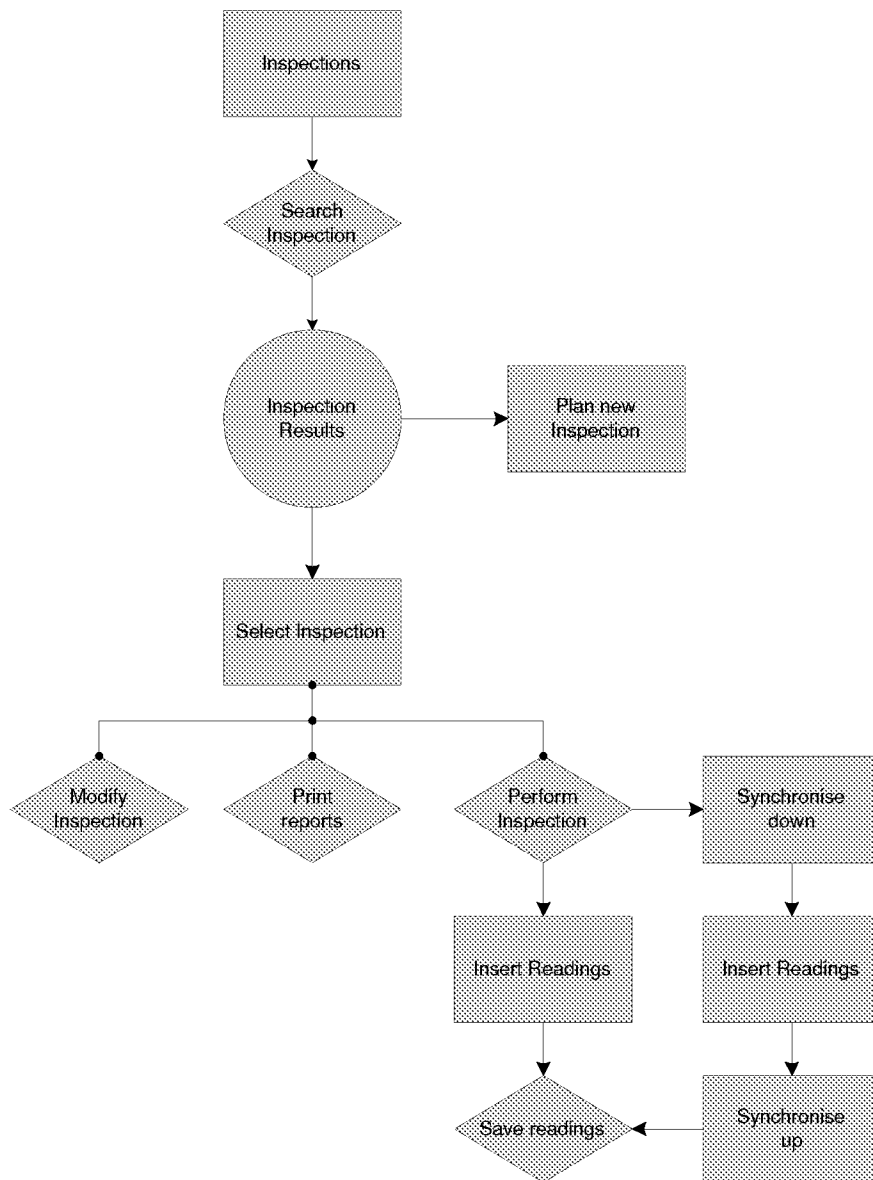 Inspections
Search
Inspection
Inspection
Results
Plan new
Inspection
Select Inspection
Modify
Inspection
Print
reports
Perform
Inspection
Synchronise
down
Insert Readings
Insert Readings
Save readings
Synchronise
up